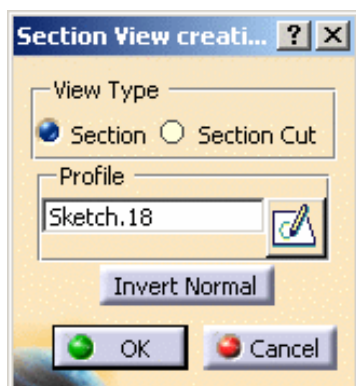 Section View creati... ? X
View Type
Section Section Cut
Profile
Sketch.18
Invert Normal
OK Cancel